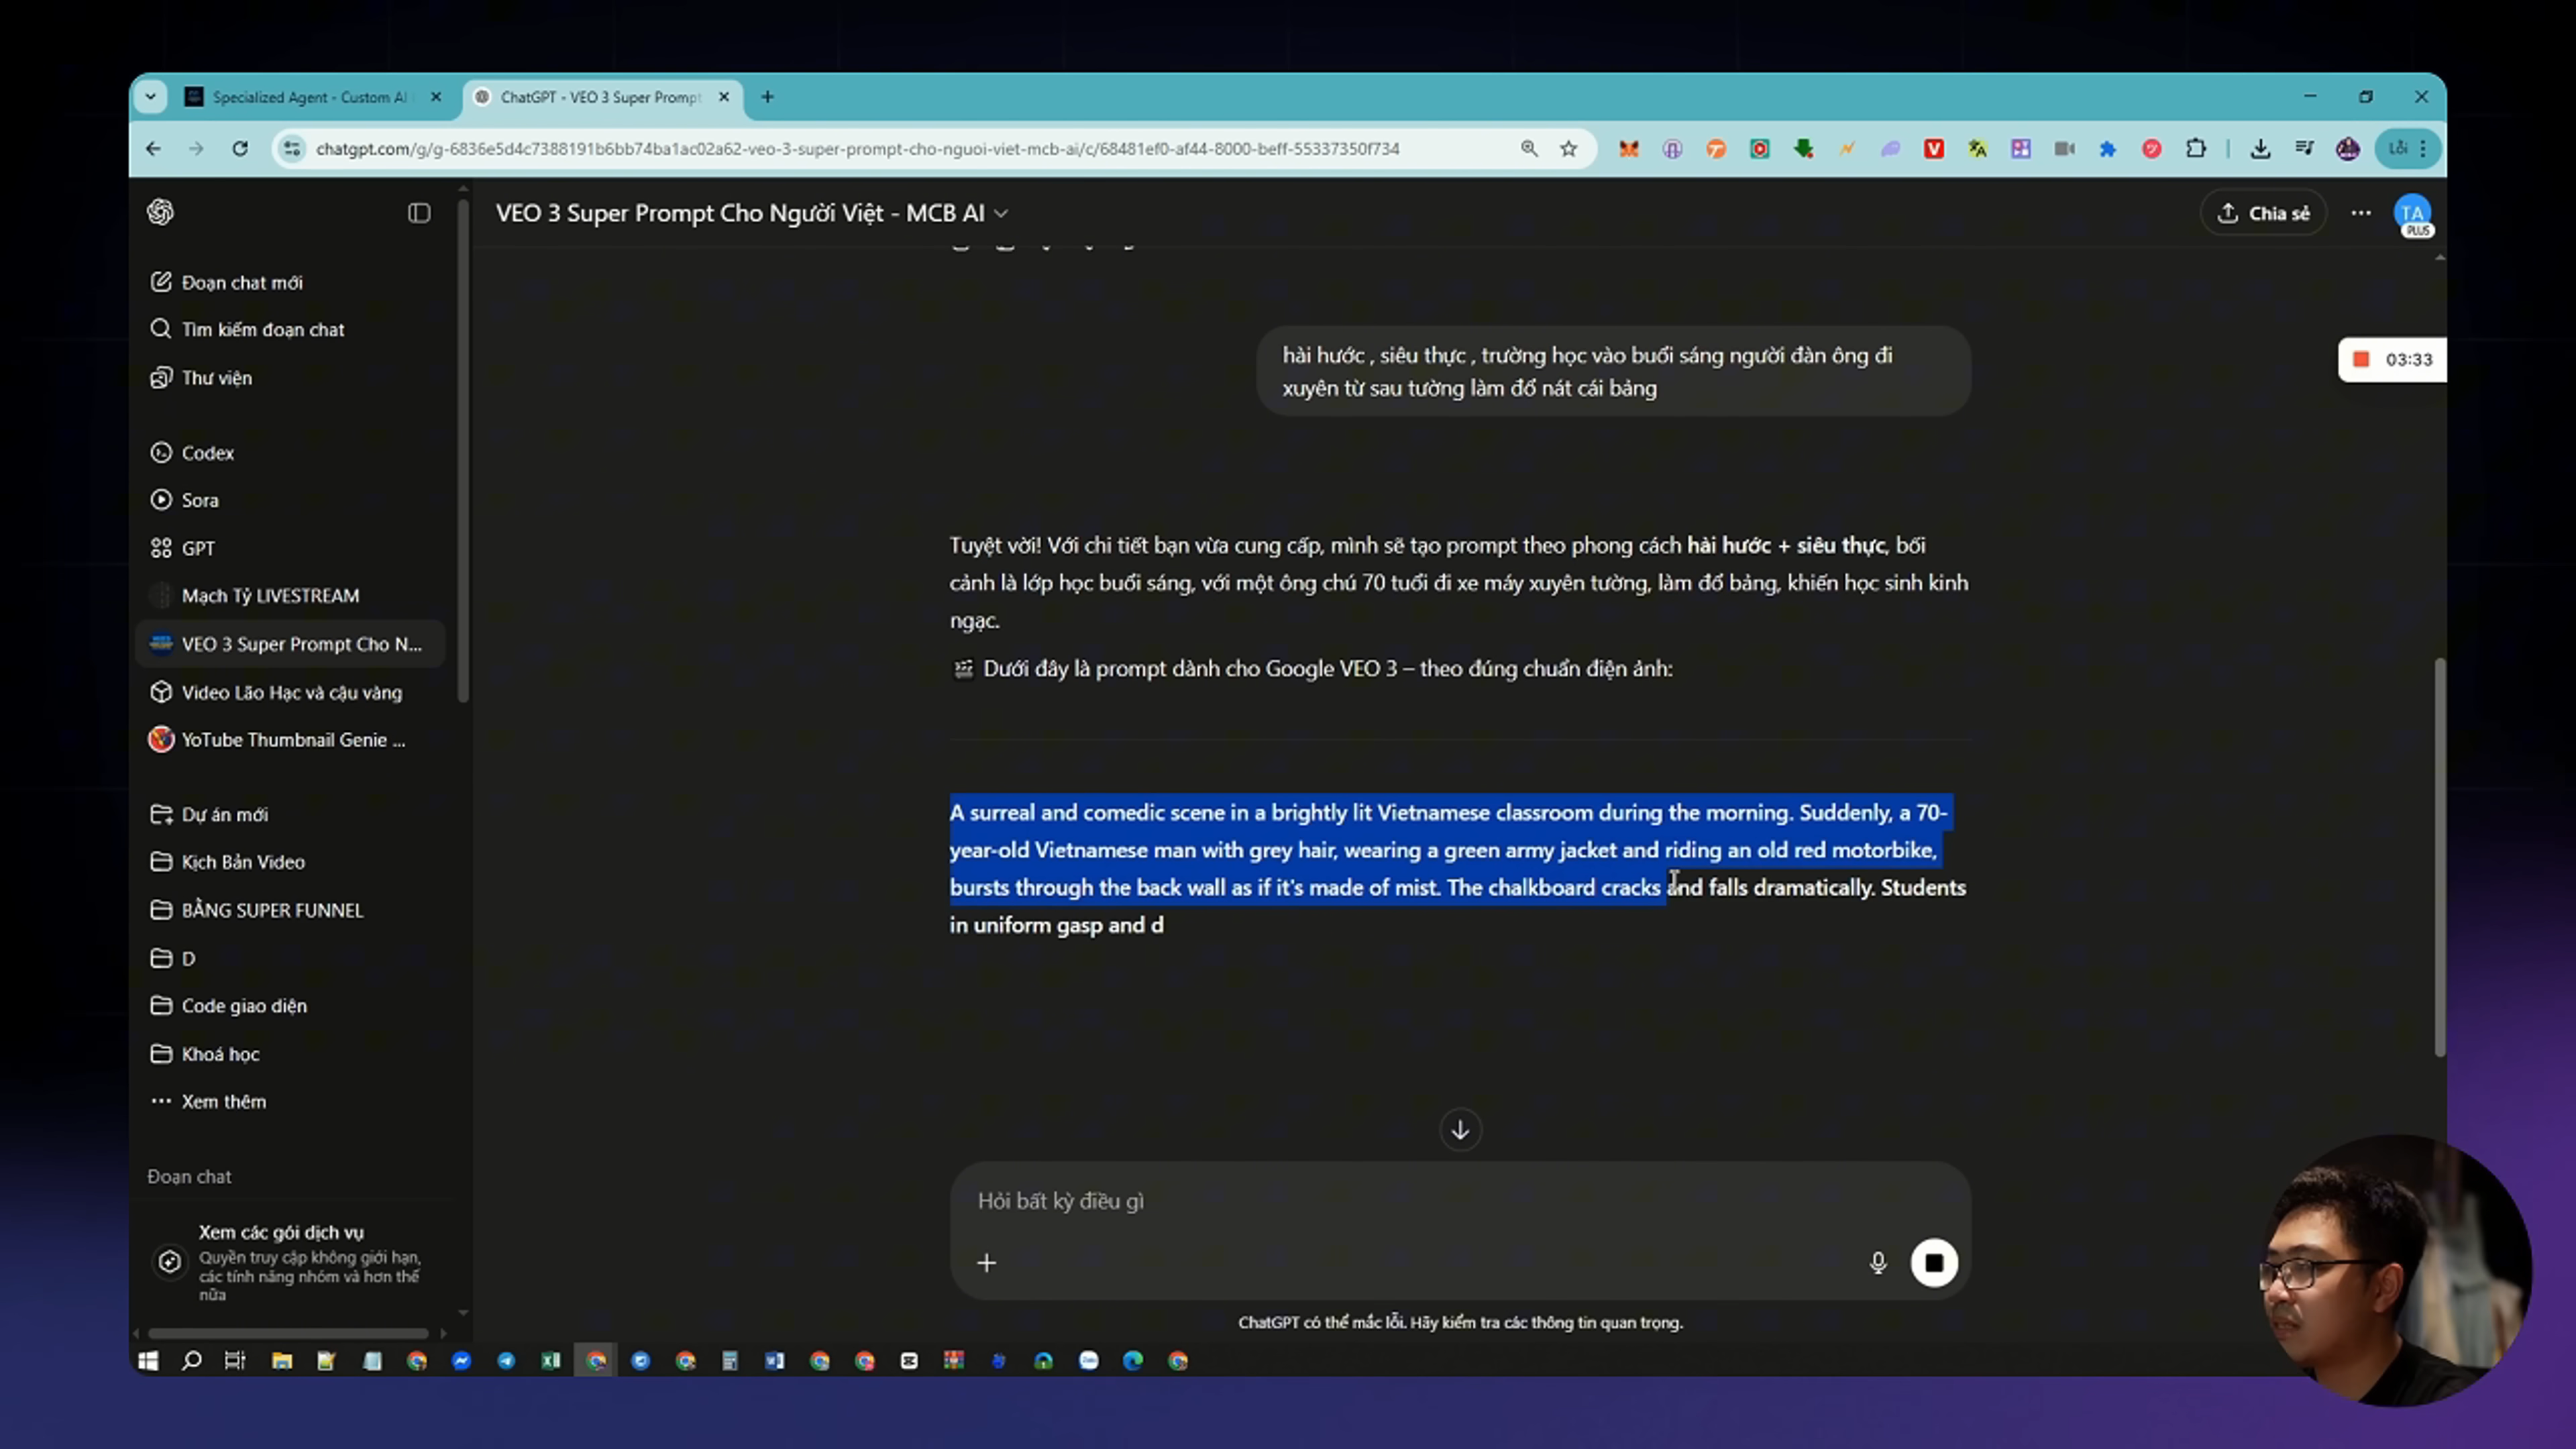 Specialized Agent - Custom AI
ChatGPT - VEO 3 Super Prompt
chatgpt.com/g/g-6836e5d4c7388191b6bb74ba1ac02a62-veo-3-super-prompt-cho-nguoi-viet-mcb-ai/c/68481ef0-af44-8000-beff-55337350f734
Lỗi
VEO 3 Super Prompt Cho Người Việt - MCB AI
Chia sẻ
TA
PLUS
Đoạn chat mới
Tìm kiếm đoạn chat
Thư viện
Codex
Sora
GPT
Mạch Tỷ LIVESTREAM
VEO 3 Super Prompt Cho N...
Video Lão Hạc và cậu vàng
YoTube Thumbnail Genie ...
Dự án mới
Kịch Bản Video
BẰNG SUPER FUNNEL
D
Code giao diện
Khoá học
Xem thêm
Đoạn chat
Xem các gói dịch vụ
Quyền truy cập không giới hạn,
các tính năng nhóm và hơn thế
nữa
hài hước , siêu thực , trường học vào buổi sáng người đàn ông đi
xuyên từ sau tường làm đổ nát cái bảng
03:33
Tuyệt vời! Với chi tiết bạn vừa cung cấp, mình sẽ tạo prompt theo phong cách hài hước + siêu thực, bối
cảnh là lớp học buổi sáng, với một ông chú 70 tuổi đi xe máy xuyên tường, làm đổ bảng, khiến học sinh kinh
ngạc.
Dưới đây là prompt dành cho Google VEO 3 – theo đúng chuẩn điện ảnh:
A surreal and comedic scene in a brightly lit Vietnamese classroom during the morning. Suddenly, a 70-
year-old Vietnamese man with grey hair, wearing a green army jacket and riding an old red motorbike,
bursts through the back wall as if it's made of mist. The chalkboard cracks and falls dramatically. Students
in uniform gasp and d
Hỏi bất kỳ điều gì
ChatGPT có thể mắc lỗi. Hãy kiểm tra các thông tin quan trọng.